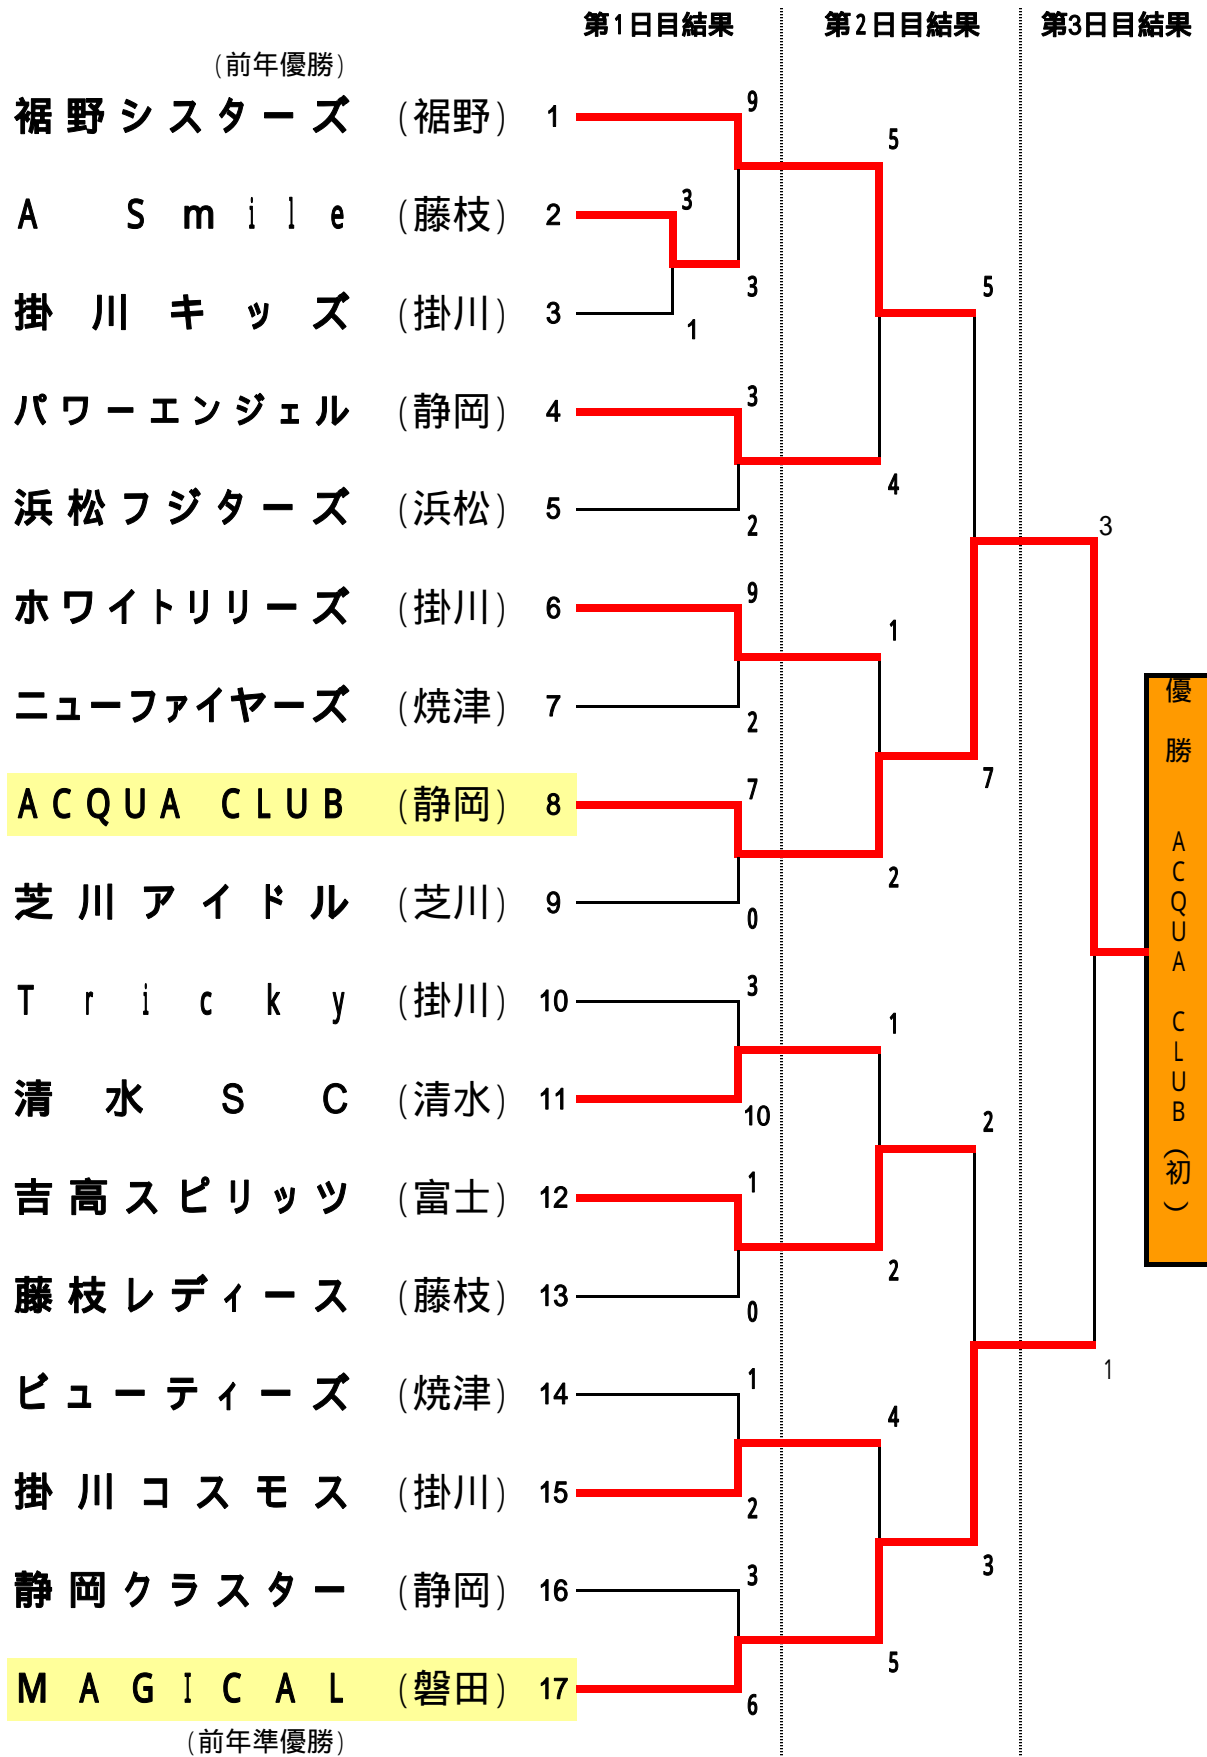 第1日目結果 第2日目結果 第3日目結果
(前年優勝)
裾野シスターズ (裾野) 1
A Smile (藤枝) 2
掛川キッズ (掛川) 3
パワーエンジェル (静岡) 4
浜松フジターズ (浜松) 5
ホワイトリリーズ (掛川) 6
ニューファイヤーズ (焼津) 7
ACQUA CLUB (静岡) 8
芝川アイドル (芝川) 9
Tricky (掛川) 10
清水SC (清水) 11
吉高スピリッツ (富士) 12
藤枝レディース (藤枝) 13
ビューティーズ (焼津) 14
掛川コスモス (掛川) 15
静岡クラスター (静岡) 16
MAGICAL (磐田) 17
(前年準優勝)
9
3
3
1
3
2
9
2
7
0
3
10
1
0
1
2
3
6
5
4
1
2
1
2
4
5
5
7
2
3
3
1
優勝 ACQUA CLUB (初)